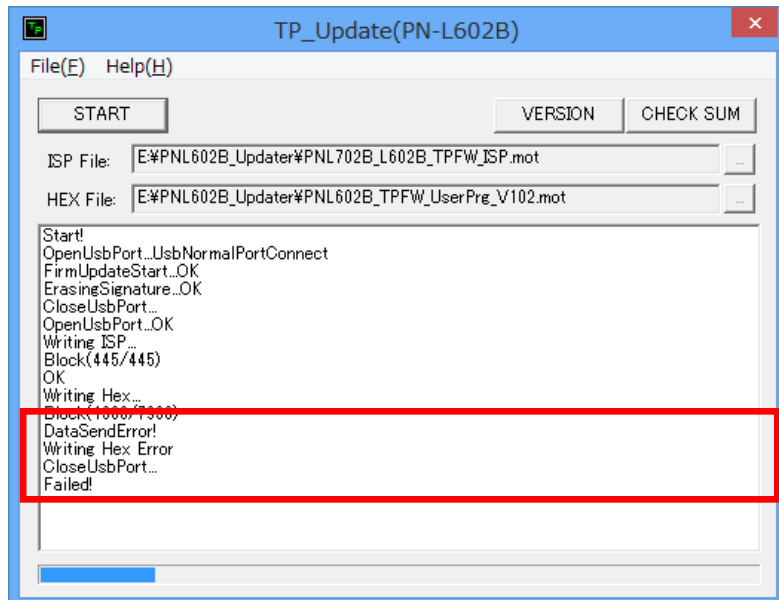 TP_Update(PN-L602B)
File(F) Help(H)
START VERSION CHECK SUM
ISP File: E:¥PNL602B_Updater¥PNL702B_L602B_TPFW_ISP.mot ...
HEX File: E:¥PNL602B_Updater¥PNL602B_TPFW_UserPrg_V102.mot ...
Start!
OpenUsbPort...UsbNormalPortConnect
FirmUpdateStart...OK
ErasingSignature...OK
CloseUsbPort...
OpenUsbPort...OK
Writing ISP...
Block(445/445)
OK
Writing Hex...
DataSendError!
Writing Hex Error
CloseUsbPort...
Failed!